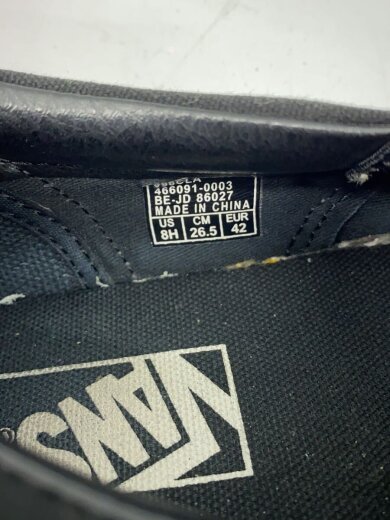 466091-0003
BE-JD 86027
MADE IN CHINA
US CM EUR
8H 26.5 42
VANS